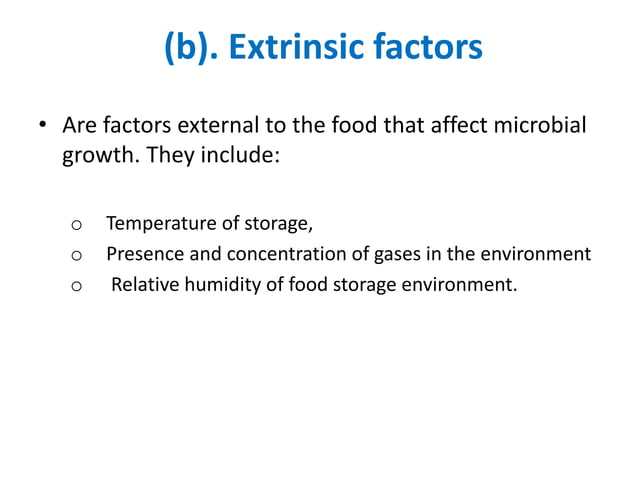 (b). Extrinsic factors
• Are factors external to the food that affect microbial
growth. They include:
o Temperature of storage,
o Presence and concentration of gases in the environment
o Relative humidity of food storage environment.